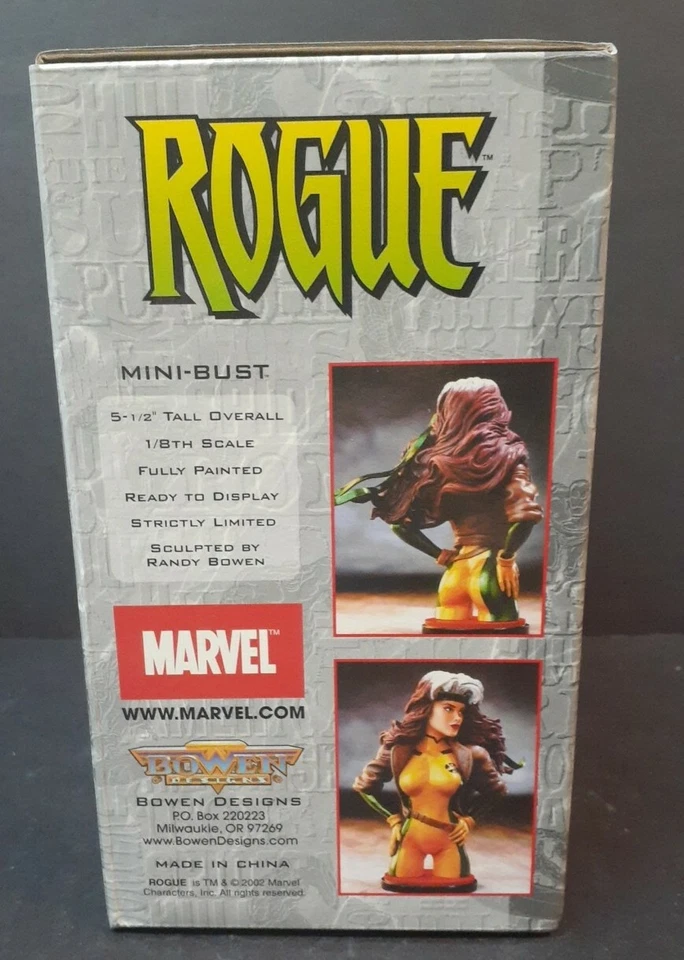 ROGUE™
MINI-BUST
5-1/2" TALL OVERALL
1/8TH SCALE
FULLY PAINTED
READY TO DISPLAY
STRICTLY LIMITED
SCULPTED BY
RANDY BOWEN
MARVEL™
WWW.MARVEL.COM
BOWEN
DESIGNS
BOWEN DESIGNS
P.O. Box 220223
Milwaukie, OR 97269
www.BowenDesigns.com
MADE IN CHINA
ROGUE is TM & © 2002 Marvel
Characters, Inc. All rights reserved.